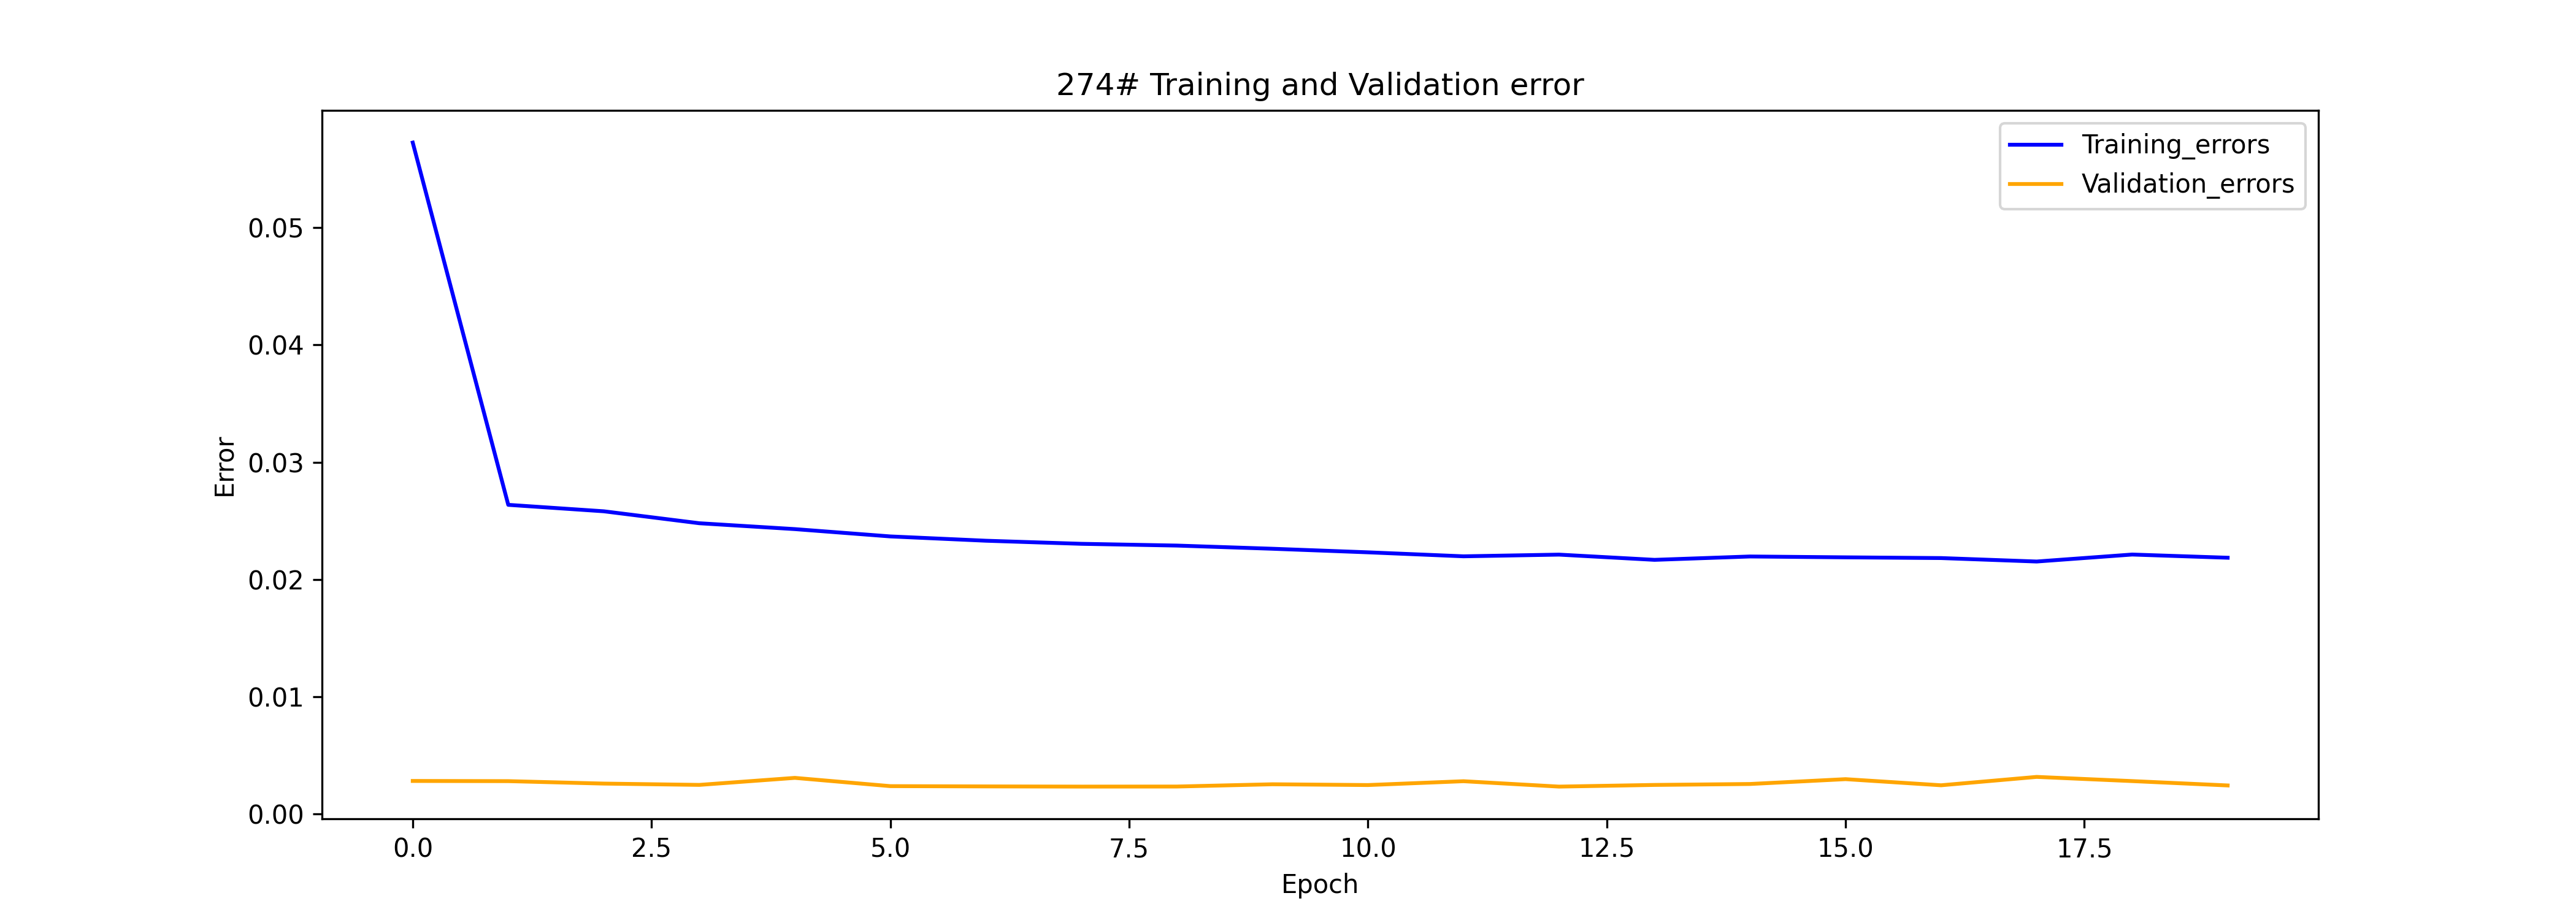 274# Training and Validation error
Training_errors
Validation_errors
0.05
0.04
0.03
0.02
0.01
0.00
Error
0.0 2.5 5.0 7.5 10.0 12.5 15.0 17.5
Epoch